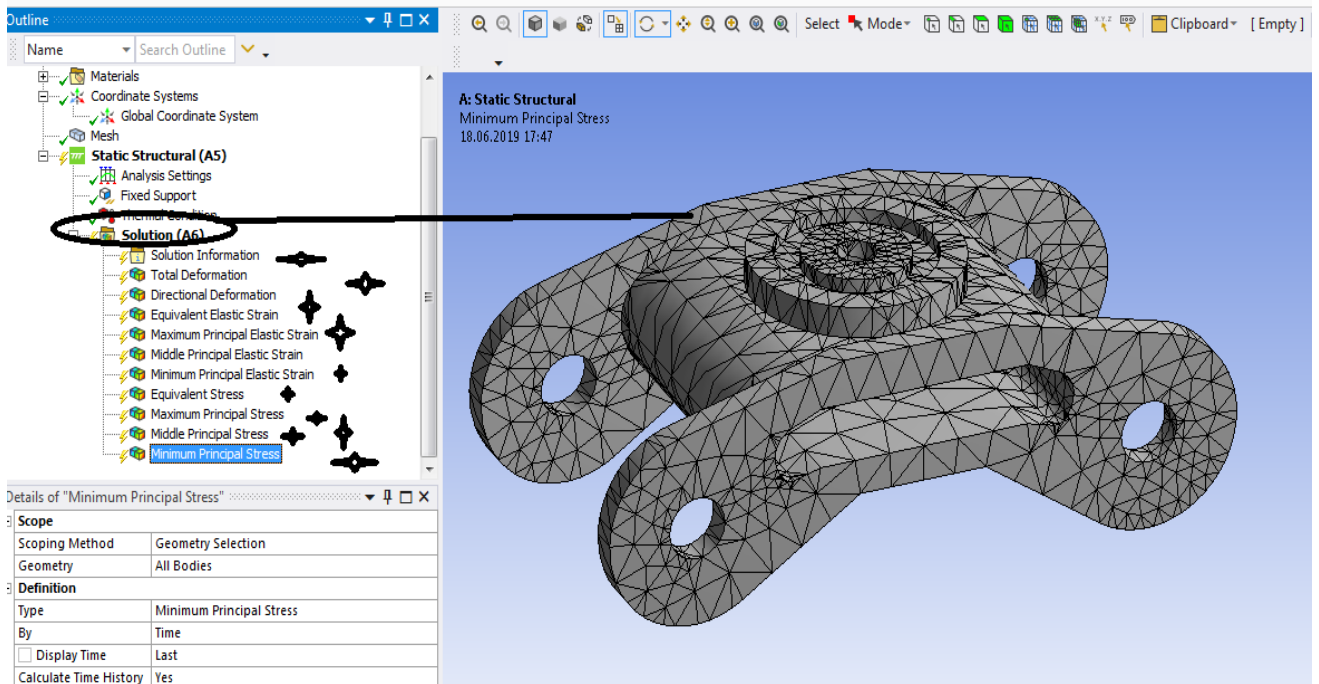 Outline
Name
Search Outline
Select
Mode
Clipboard
[ Empty ]
Materials
Coordinate Systems
Global Coordinate System
Mesh
Static Structural (A5)
Analysis Settings
Fixed Support
Thermal Condition
Solution (A6)
Solution Information
Total Deformation
Directional Deformation
Equivalent Elastic Strain
Maximum Principal Elastic Strain
Middle Principal Elastic Strain
Minimum Principal Elastic Strain
Equivalent Stress
Maximum Principal Stress
Middle Principal Stress
Minimum Principal Stress
A: Static Structural
Minimum Principal Stress
18.06.2019 17:47
Details of "Minimum Principal Stress"
Scope
Scoping Method Geometry Selection
Geometry All Bodies
Definition
Type Minimum Principal Stress
By Time
Display Time Last
Calculate Time History Yes